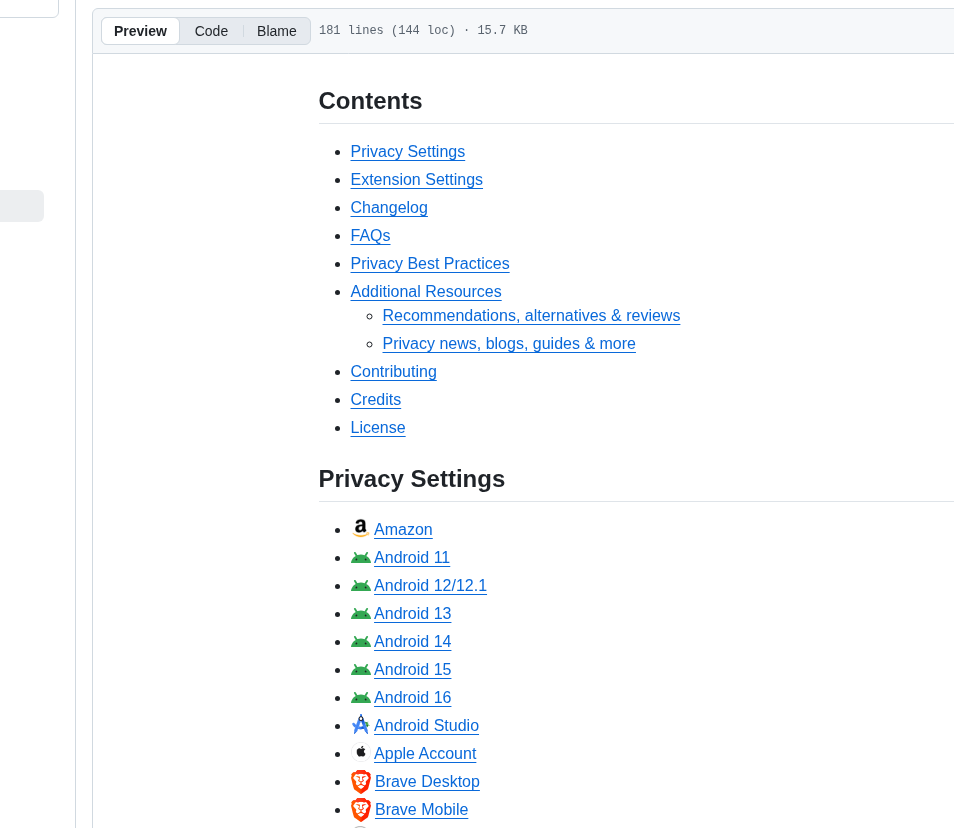 Preview Code Blame 181 lines (144 loc) · 15.7 KB
Contents
Privacy Settings
Extension Settings
Changelog
FAQs
Privacy Best Practices
Additional Resources
Recommendations, alternatives & reviews
Privacy news, blogs, guides & more
Contributing
Credits
License
Privacy Settings
Amazon
Android 11
Android 12/12.1
Android 13
Android 14
Android 15
Android 16
Android Studio
Apple Account
Brave Desktop
Brave Mobile